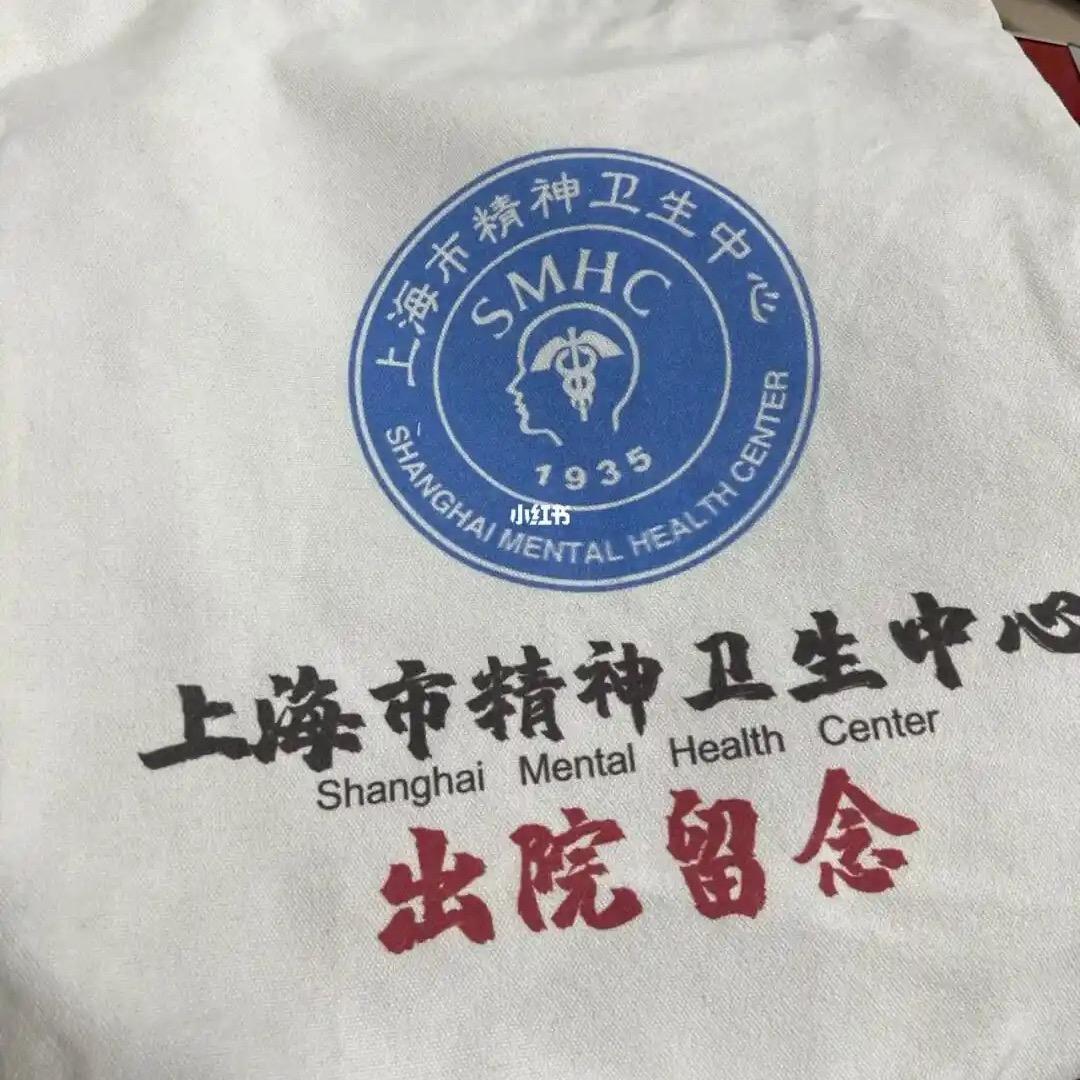 上海市精神卫生中心
SMHC
1935
SHANGHAI MENTAL HEALTH CENTER
小红书
上海市精神卫生中心
Shanghai Mental Health Center
出院留念